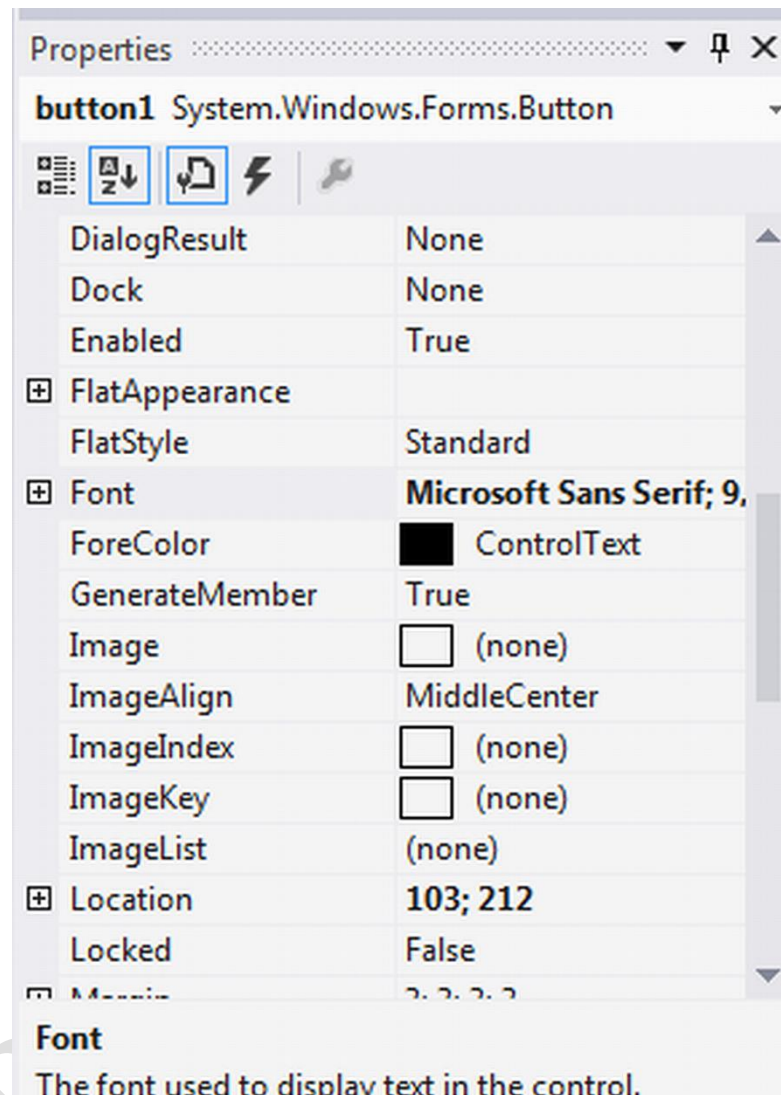 Properties
button1 System.Windows.Forms.Button
DialogResult None
Dock None
Enabled True
FlatAppearance
FlatStyle Standard
Font Microsoft Sans Serif; 9,
ForeColor ControlText
GenerateMember True
Image (none)
ImageAlign MiddleCenter
ImageIndex (none)
ImageKey (none)
ImageList (none)
Location 103; 212
Locked False
Margin
Font
The font used to display text in the control.